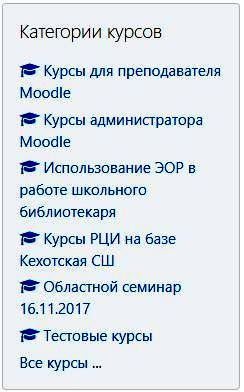 Категории курсов
Курсы для преподавателя
Moodle
Курсы администратора
Moodle
Использование ЭОР в
работе школьного
библиотекаря
Курсы РЦИ на базе
Кехотская СШ
Областной семинар
16.11.2017
Тестовые курсы
Все курсы ...